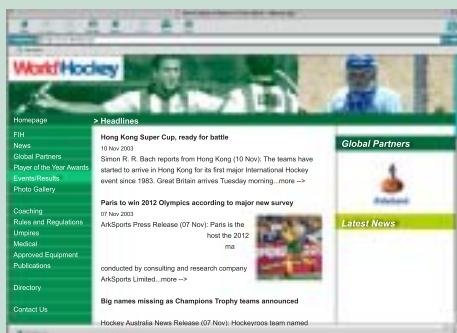 World Hockey
Homepage
FIH
News
Global Partners
Player of the Year Awards
Events/Results
Photo Gallery
Coaching
Rules and Regulations
Umpires
Medical
Approved Equipment
Publications
Directory
Contact Us
> Headlines
Hong Kong Super Cup, ready for battle
10 Nov 2003
Simon R. R. Bach reports from Hong Kong (10 Nov): The teams have
started to arrive in Hong Kong for its first major International Hockey
event since 1983. Great Britain arrives Tuesday morning...more -->
Paris to win 2012 Olympics according to major new survey
07 Nov 2003
ArkSports Press Release (07 Nov): Paris is the
host the 2012
ma
conducted by consulting and research company
ArkSports Limited...more -->
Big names missing as Champions Trophy teams announced
Hockey Australia News Release (07 Nov): Hockeyroos team named
Global Partners
Rabobank
Latest News